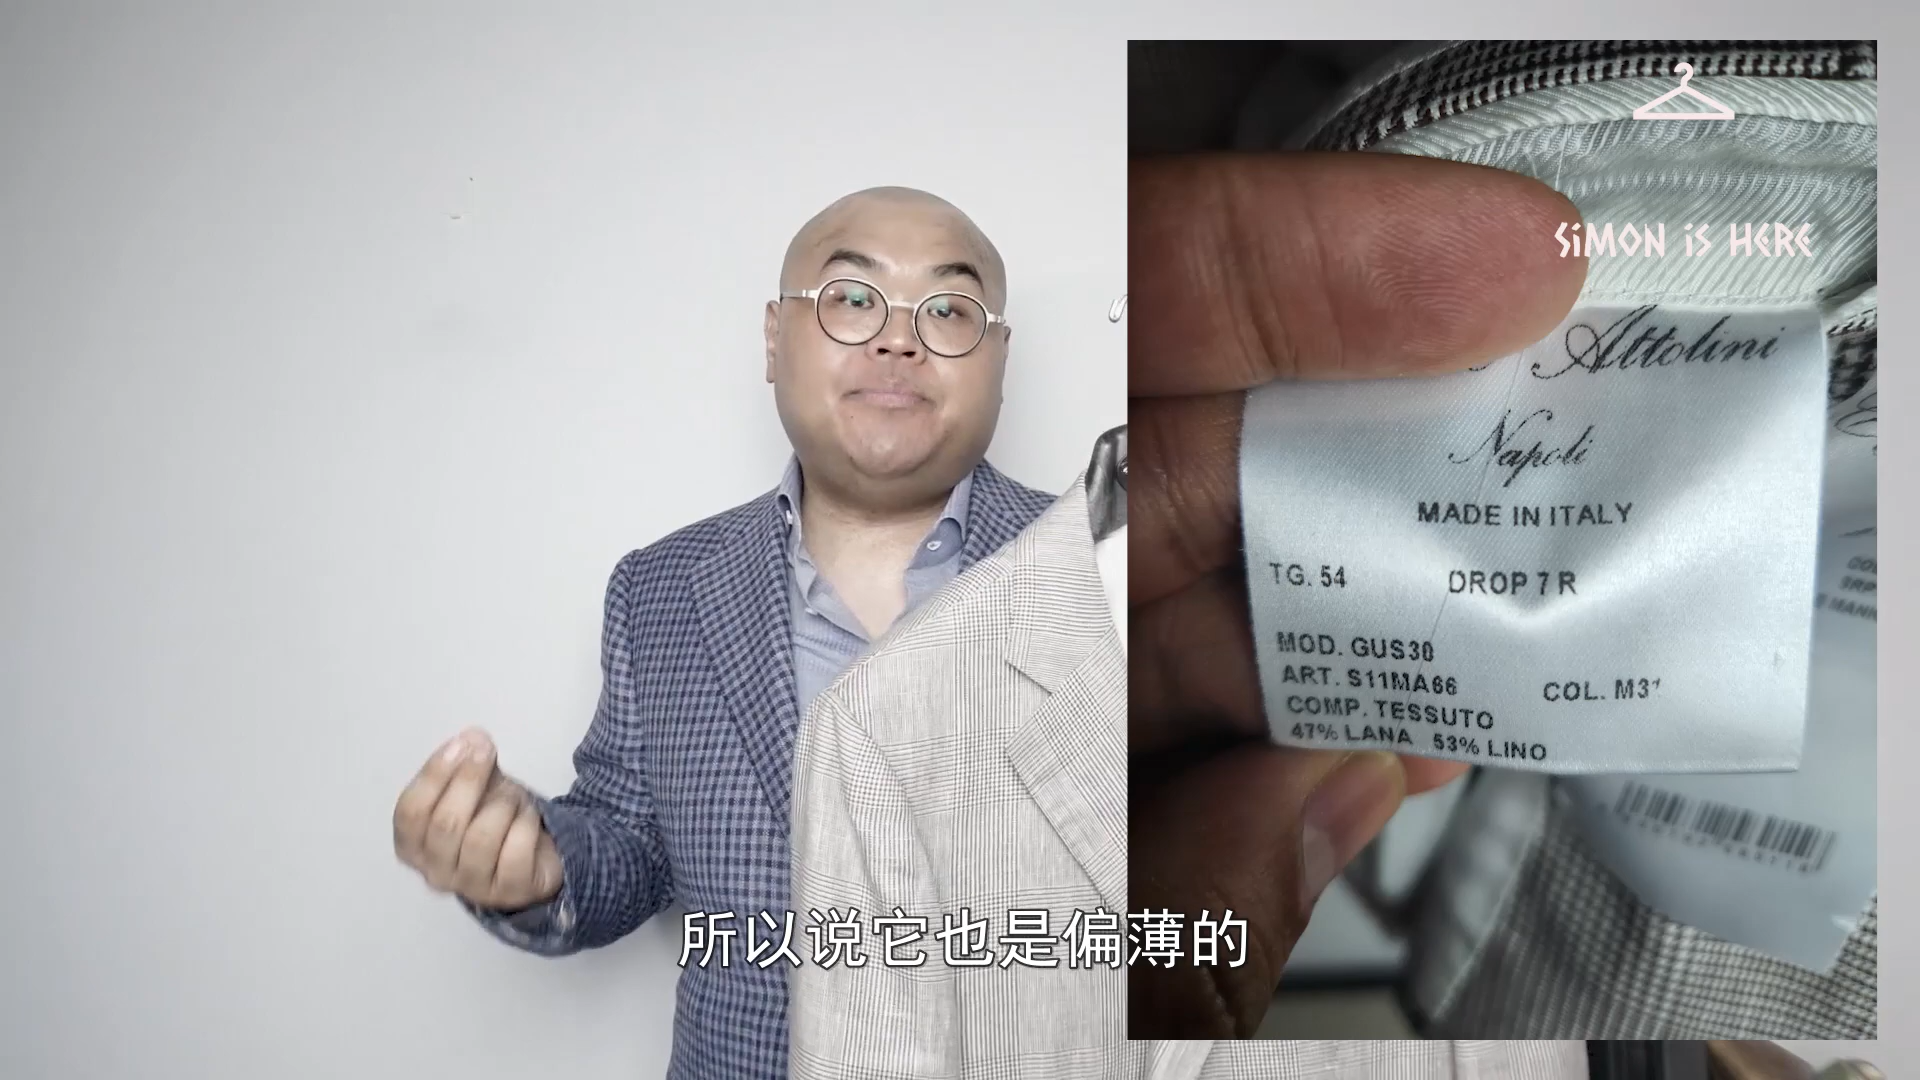 SIMON IS HERE
Attolini
Napoli
MADE IN ITALY
TG. 54 DROP 7 R
MOD. GUS30
ART. S11MA66 COL. M31
COMP. TESSUTO
47% LANA 53% LINO
所以说它也是偏薄的